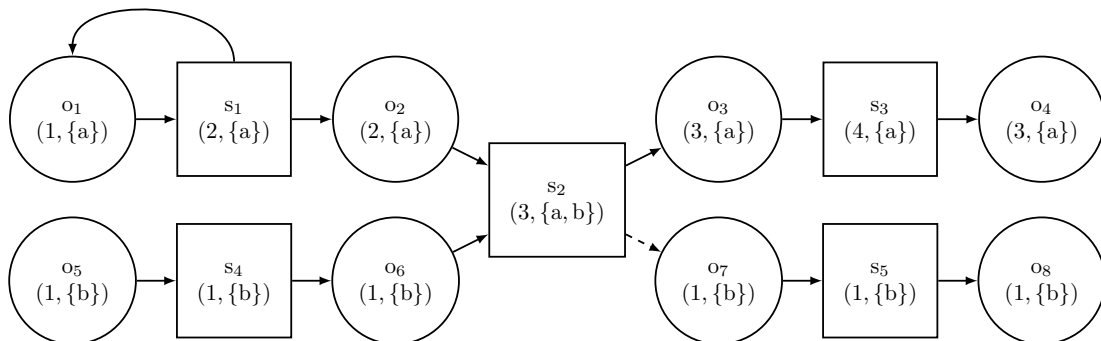 o₁
(1, {a})
s₁
(2, {a})
o₂
(2, {a})
o₃
(3, {a})
s₃
(4, {a})
o₄
(3, {a})
s₂
(3, {a, b})
o₅
(1, {b})
s₄
(1, {b})
o₆
(1, {b})
o₇
(1, {b})
s₅
(1, {b})
o₈
(1, {b})